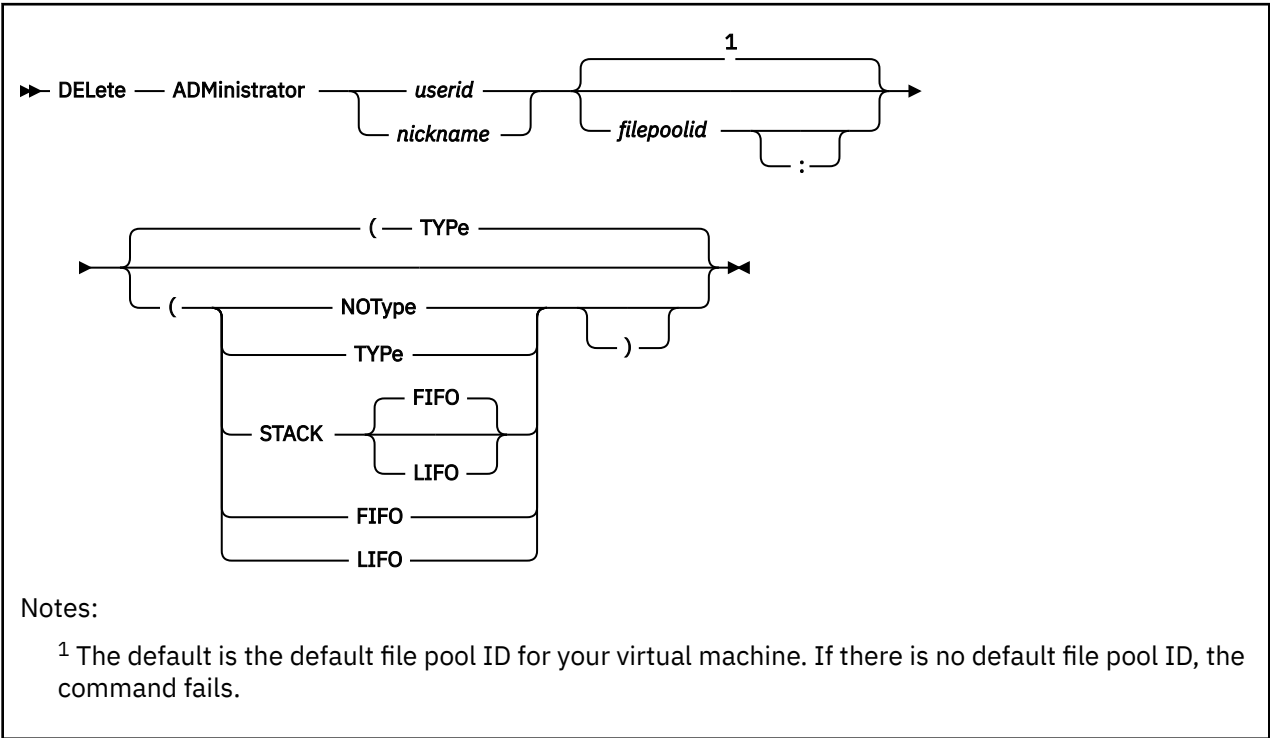 1
DELete ADMinistrator userid
nickname filepoolid
:
( TYPe
( NOType
TYPe )
FIFO
STACK
LIFO
FIFO
LIFO
Notes:
1 The default is the default file pool ID for your virtual machine. If there is no default file pool ID, the
command fails.